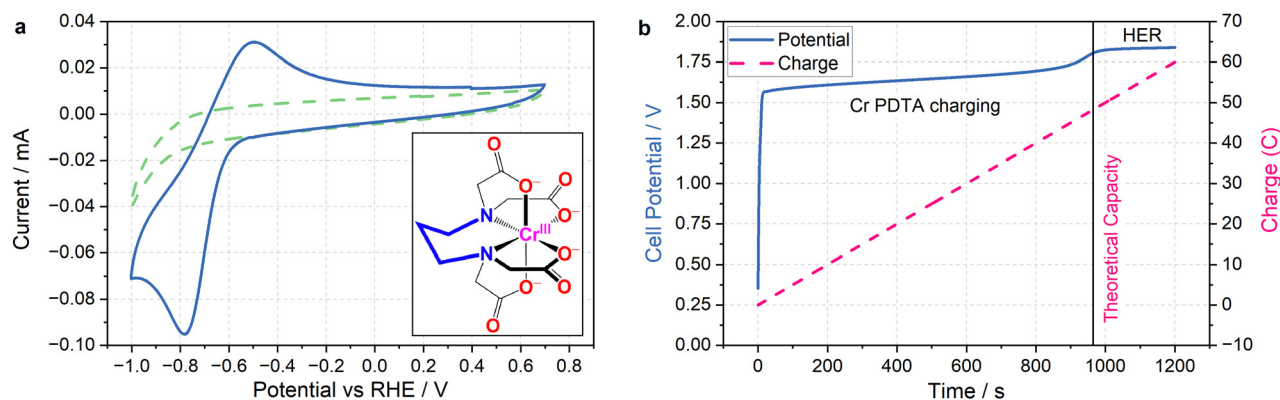 a
0.04
0.02
0.00
−0.02
−0.04
−0.06
−0.08
−0.10
Current / mA
−1.0 −0.8 −0.6 −0.4 −0.2 0.0 0.2 0.4 0.6 0.8
Potential vs RHE / V
O
O−
O
N
O−
CrIII
N
O−
O−
O
O
b
2.00
1.75
1.50
1.25
1.00
0.75
0.50
0.25
0.00
Cell Potential / V
Potential
Charge
HER
Cr PDTA charging
Theoretical Capacity
0 200 400 600 800 1000 1200
Time / s
70
60
50
40
30
20
10
0
−10
Charge (C)